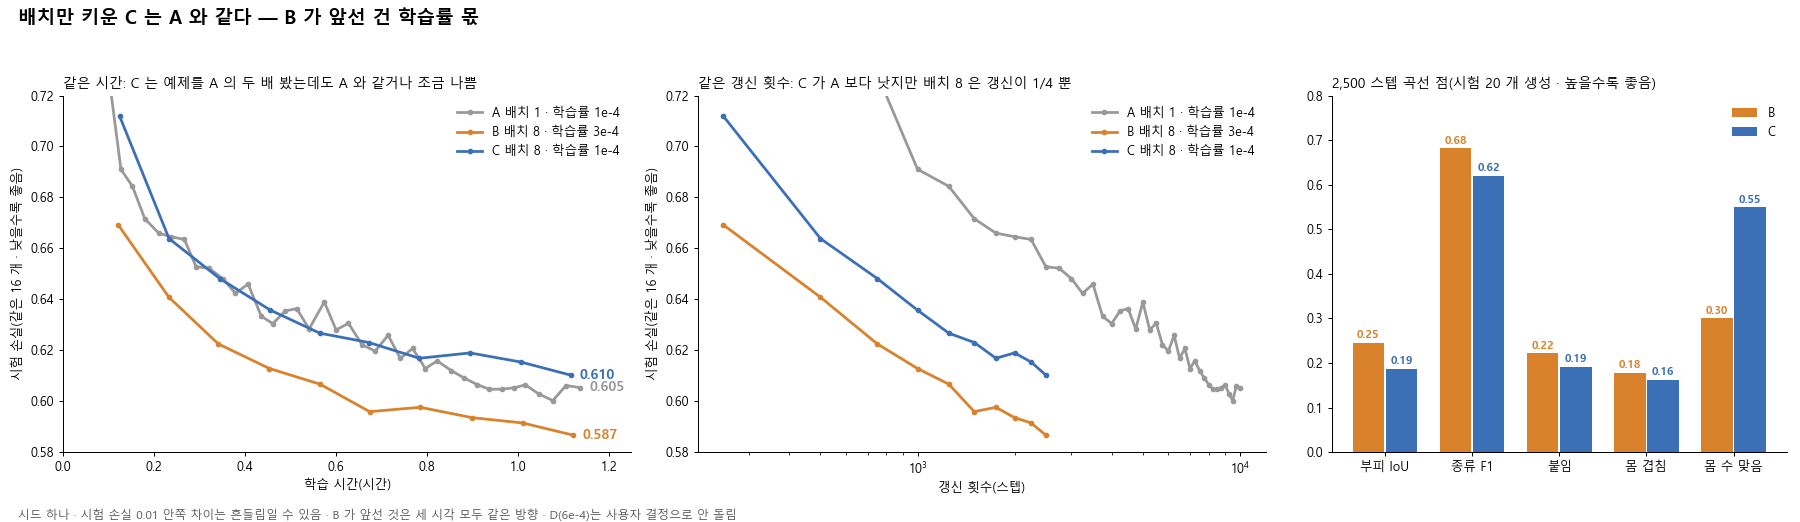 배치만 키운 C 는 A 와 같다 — B 가 앞선 건 학습률 몫
같은 시간: C 는 예제를 A 의 두 배 봤는데도 A 와 같거나 조금 나쁨
시험 손실(같은 16 개 · 낮을수록 좋음)
0.72
0.70
0.68
0.66
0.64
0.62
0.60
0.58
A 배치 1 · 학습률 1e-4
B 배치 8 · 학습률 3e-4
C 배치 8 · 학습률 1e-4
0.610
0.605
0.587
0.0 0.2 0.4 0.6 0.8 1.0 1.2
학습 시간(시간)
같은 갱신 횟수: C 가 A 보다 낫지만 배치 8 은 갱신이 1/4 뿐
시험 손실(같은 16 개 · 낮을수록 좋음)
0.72
0.70
0.68
0.66
0.64
0.62
0.60
0.58
A 배치 1 · 학습률 1e-4
B 배치 8 · 학습률 3e-4
C 배치 8 · 학습률 1e-4
10³ 10⁴
갱신 횟수(스텝)
2,500 스텝 곡선 점(시험 20 개 생성 · 높을수록 좋음)
0.8
0.7
0.6
0.5
0.4
0.3
0.2
0.1
0.0
B
C
0.25 0.19 0.68 0.62 0.22 0.19 0.18 0.16 0.30 0.55
부피 IoU 종류 F1 붙임 몸 겹침 몸 수 맞음
시드 하나 · 시험 손실 0.01 안쪽 차이는 흔들림일 수 있음 · B 가 앞선 것은 세 시각 모두 같은 방향 · D(6e-4)는 사용자 결정으로 안 돌림